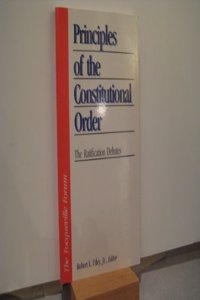 Principles
of the
Constitutional
Order
The Ratification Debates
Robert L. Utley, Jr., Editor
The Tocqueville Forum